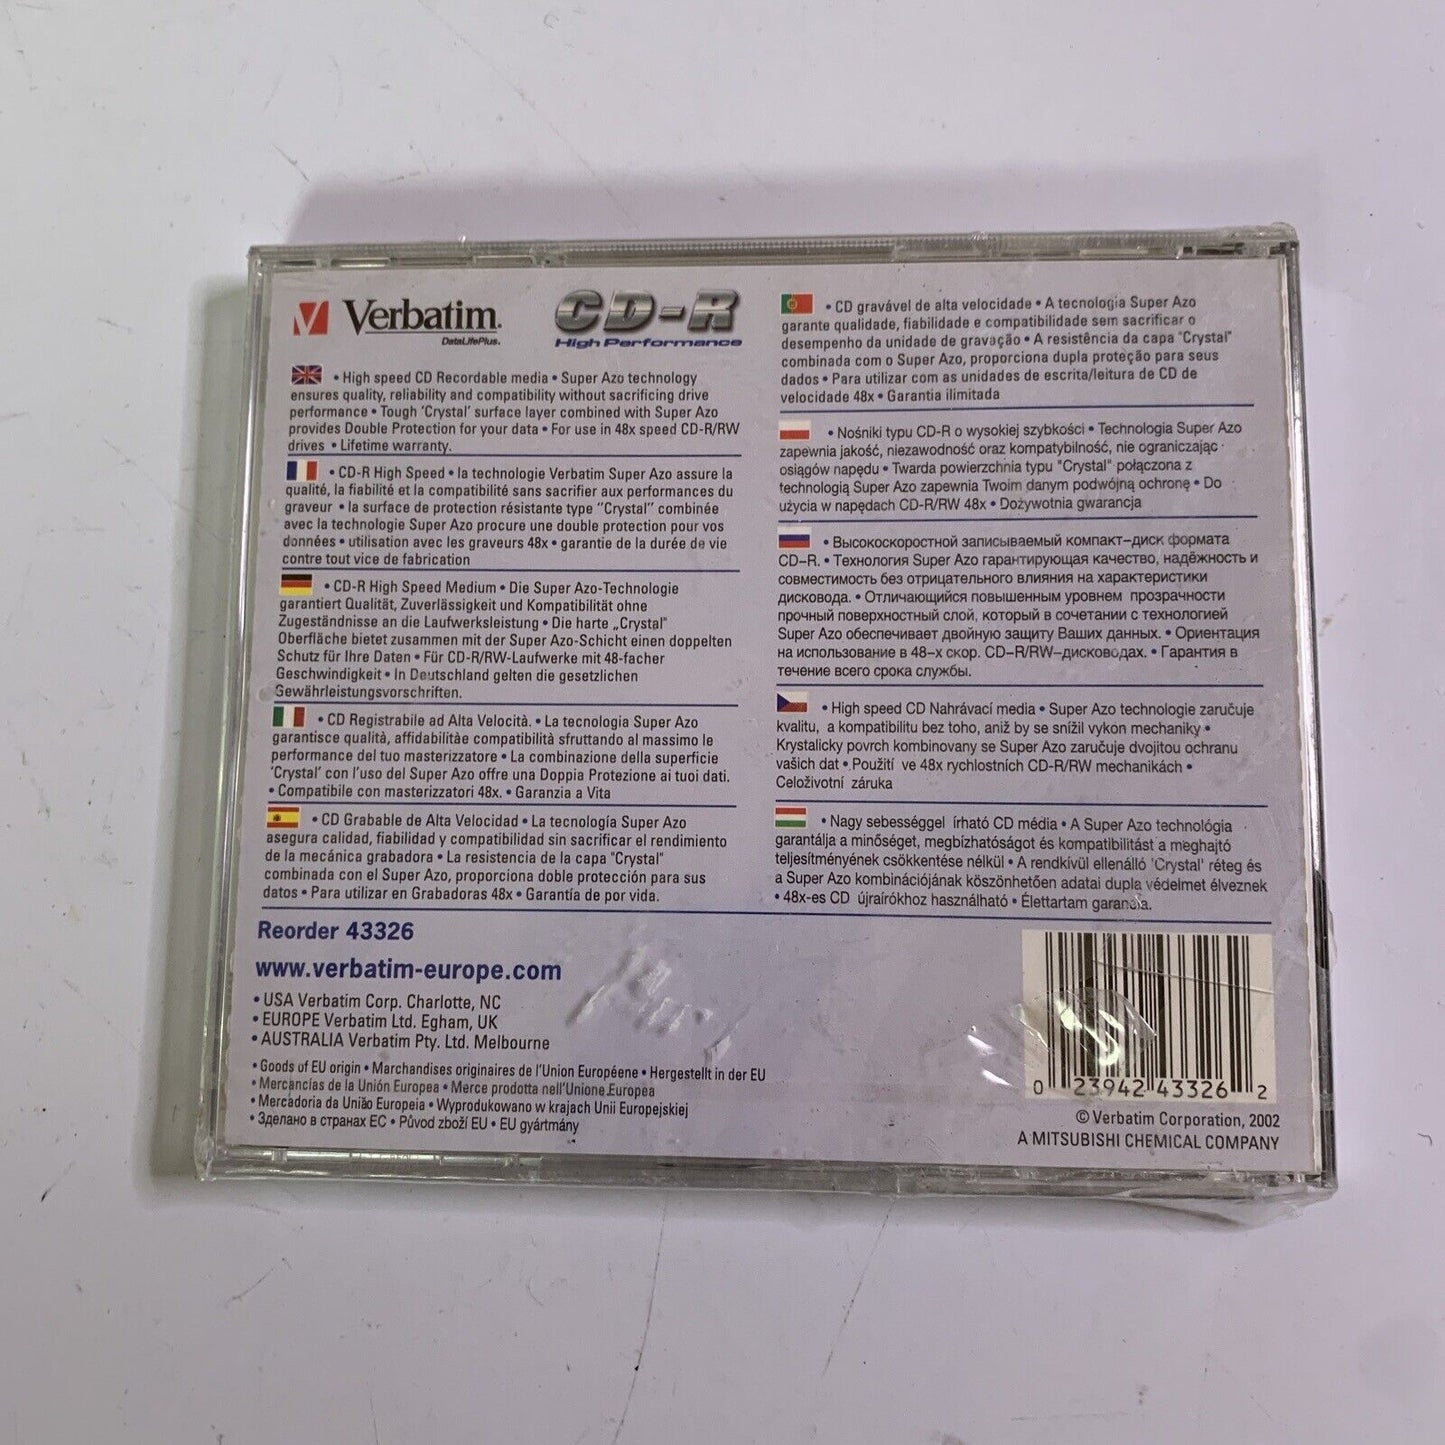 Verbatim.
DataLifePlus.
CD-R
High Performance
• High speed CD Recordable media • Super Azo technology
ensures quality, reliability and compatibility without sacrificing drive
performance • Tough 'Crystal' surface layer combined with Super Azo
provides Double Protection for your data • For use in 48x speed CD-R/RW
drives • Lifetime warranty.
• CD-R High Speed • la technologie Verbatim Super Azo assure la
qualité, la fiabilité et la compatibilité sans sacrifier aux performances du
graveur • la surface de protection résistante type "Crystal" combinée
avec la technologie Super Azo procure une double protection pour vos
données • utilisation avec les graveurs 48x • garantie de la durée de vie
contre tout vice de fabrication
• CD-R High Speed Medium • Die Super Azo-Technologie
garantiert Qualität, Zuverlässigkeit und Kompatibilität ohne
Zugeständnisse an die Laufwerksleistung • Die harte „Crystal"
Oberfläche bietet zusammen mit der Super Azo-Schicht einen doppelten
Schutz für Ihre Daten • Für CD-R/RW-Laufwerke mit 48-facher
Geschwindigkeit • In Deutschland gelten die gesetzlichen
Gewährleistungsvorschriften.
• CD Registrabile ad Alta Velocità. • La tecnologia Super Azo
garantisce qualità, affidabilitàe compatibilità sfruttando al massimo le
performance del tuo masterizzatore • La combinazione della superficie
'Crystal' con l'uso del Super Azo offre una Doppia Protezione ai tuoi dati.
• Compatibile con masterizzatori 48x. • Garanzia a Vita
• CD Grabable de Alta Velocidad • La tecnología Super Azo
asegura calidad, fiabilidad y compatibilidad sin sacrificar el rendimiento
de la mecánica grabadora • La resistencia de la capa "Crystal"
combinada con el Super Azo, proporciona doble protección para sus
datos • Para utilizar en Grabadoras 48x • Garantía de por vida.
• CD gravável de alta velocidade • A tecnologia Super Azo
garante qualidade, fiabilidade e compatibilidade sem sacrificar o
desempenho da unidade de gravação • A resistência da capa "Crystal"
combinada com o Super Azo, proporciona dupla proteção para seus
dados • Para utilizar com as unidades de escrita/leitura de CD de
velocidade 48x • Garantia ilimitada
• Nośniki typu CD-R o wysokiej szybkości • Technologia Super Azo
zapewnia jakość, niezawodność oraz kompatybilność, nie ograniczając
osiągów napędu • Twarda powierzchnia typu "Crystal" połączona z
technologią Super Azo zapewnia Twoim danym podwójną ochronę • Do
użycia w napędach CD-R/RW 48x • Dożywotnia gwarancja
• Высокоскоростной записываемый компакт–диск формата
CD–R. • Технология Super Azo гарантирующая качество, надёжность и
совместимость без отрицательного влияния на характеристики
дисковода. • Отличающийся повышенным уровнем прозрачности
прочный поверхностный слой, который в сочетании с технологией
Super Azo обеспечивает двойную защиту Ваших данных. • Ориентация
на использование в 48–х скор. CD–R/RW–дисководах. • Гарантия в
течение всего срока службы.
• High speed CD Nahrávací media • Super Azo technologie zaručuje
kvalitu, a kompatibilitu bez toho, aniž by se snížil vykon mechaniky •
Krystalicky povrch kombinovany se Super Azo zaručuje dvojitou ochranu
vašich dat • Použití ve 48x rychlostních CD-R/RW mechanikách •
Celoživotní záruka
• Nagy sebességgel írható CD média • A Super Azo technológia
garantálja a minőséget, megbízhatóságot és kompatibilitást a meghajtó
teljesítményének csökkentése nélkül • A rendkívül ellenálló 'Crystal' réteg és
a Super Azo kombinációjának köszönhetően adatai dupla védelmet élveznek
• 48x-es CD újraírókhoz használható • Élettartam garancia.
Reorder 43326
www.verbatim-europe.com
• USA Verbatim Corp. Charlotte, NC
• EUROPE Verbatim Ltd. Egham, UK
• AUSTRALIA Verbatim Pty. Ltd. Melbourne
• Goods of EU origin • Marchandises originaires de l'Union Européene • Hergestellt in der EU
• Mercancías de la Unión Europea • Merce prodotta nell'Unione Europea
• Mercadoria da União Europeia • Wyprodukowano w krajach Unii Europejskiej
• Зделано в странах ЕС • Původ zboží EU • EU gyártmány
0 23942 43326 2
© Verbatim Corporation, 2002
A MITSUBISHI CHEMICAL COMPANY